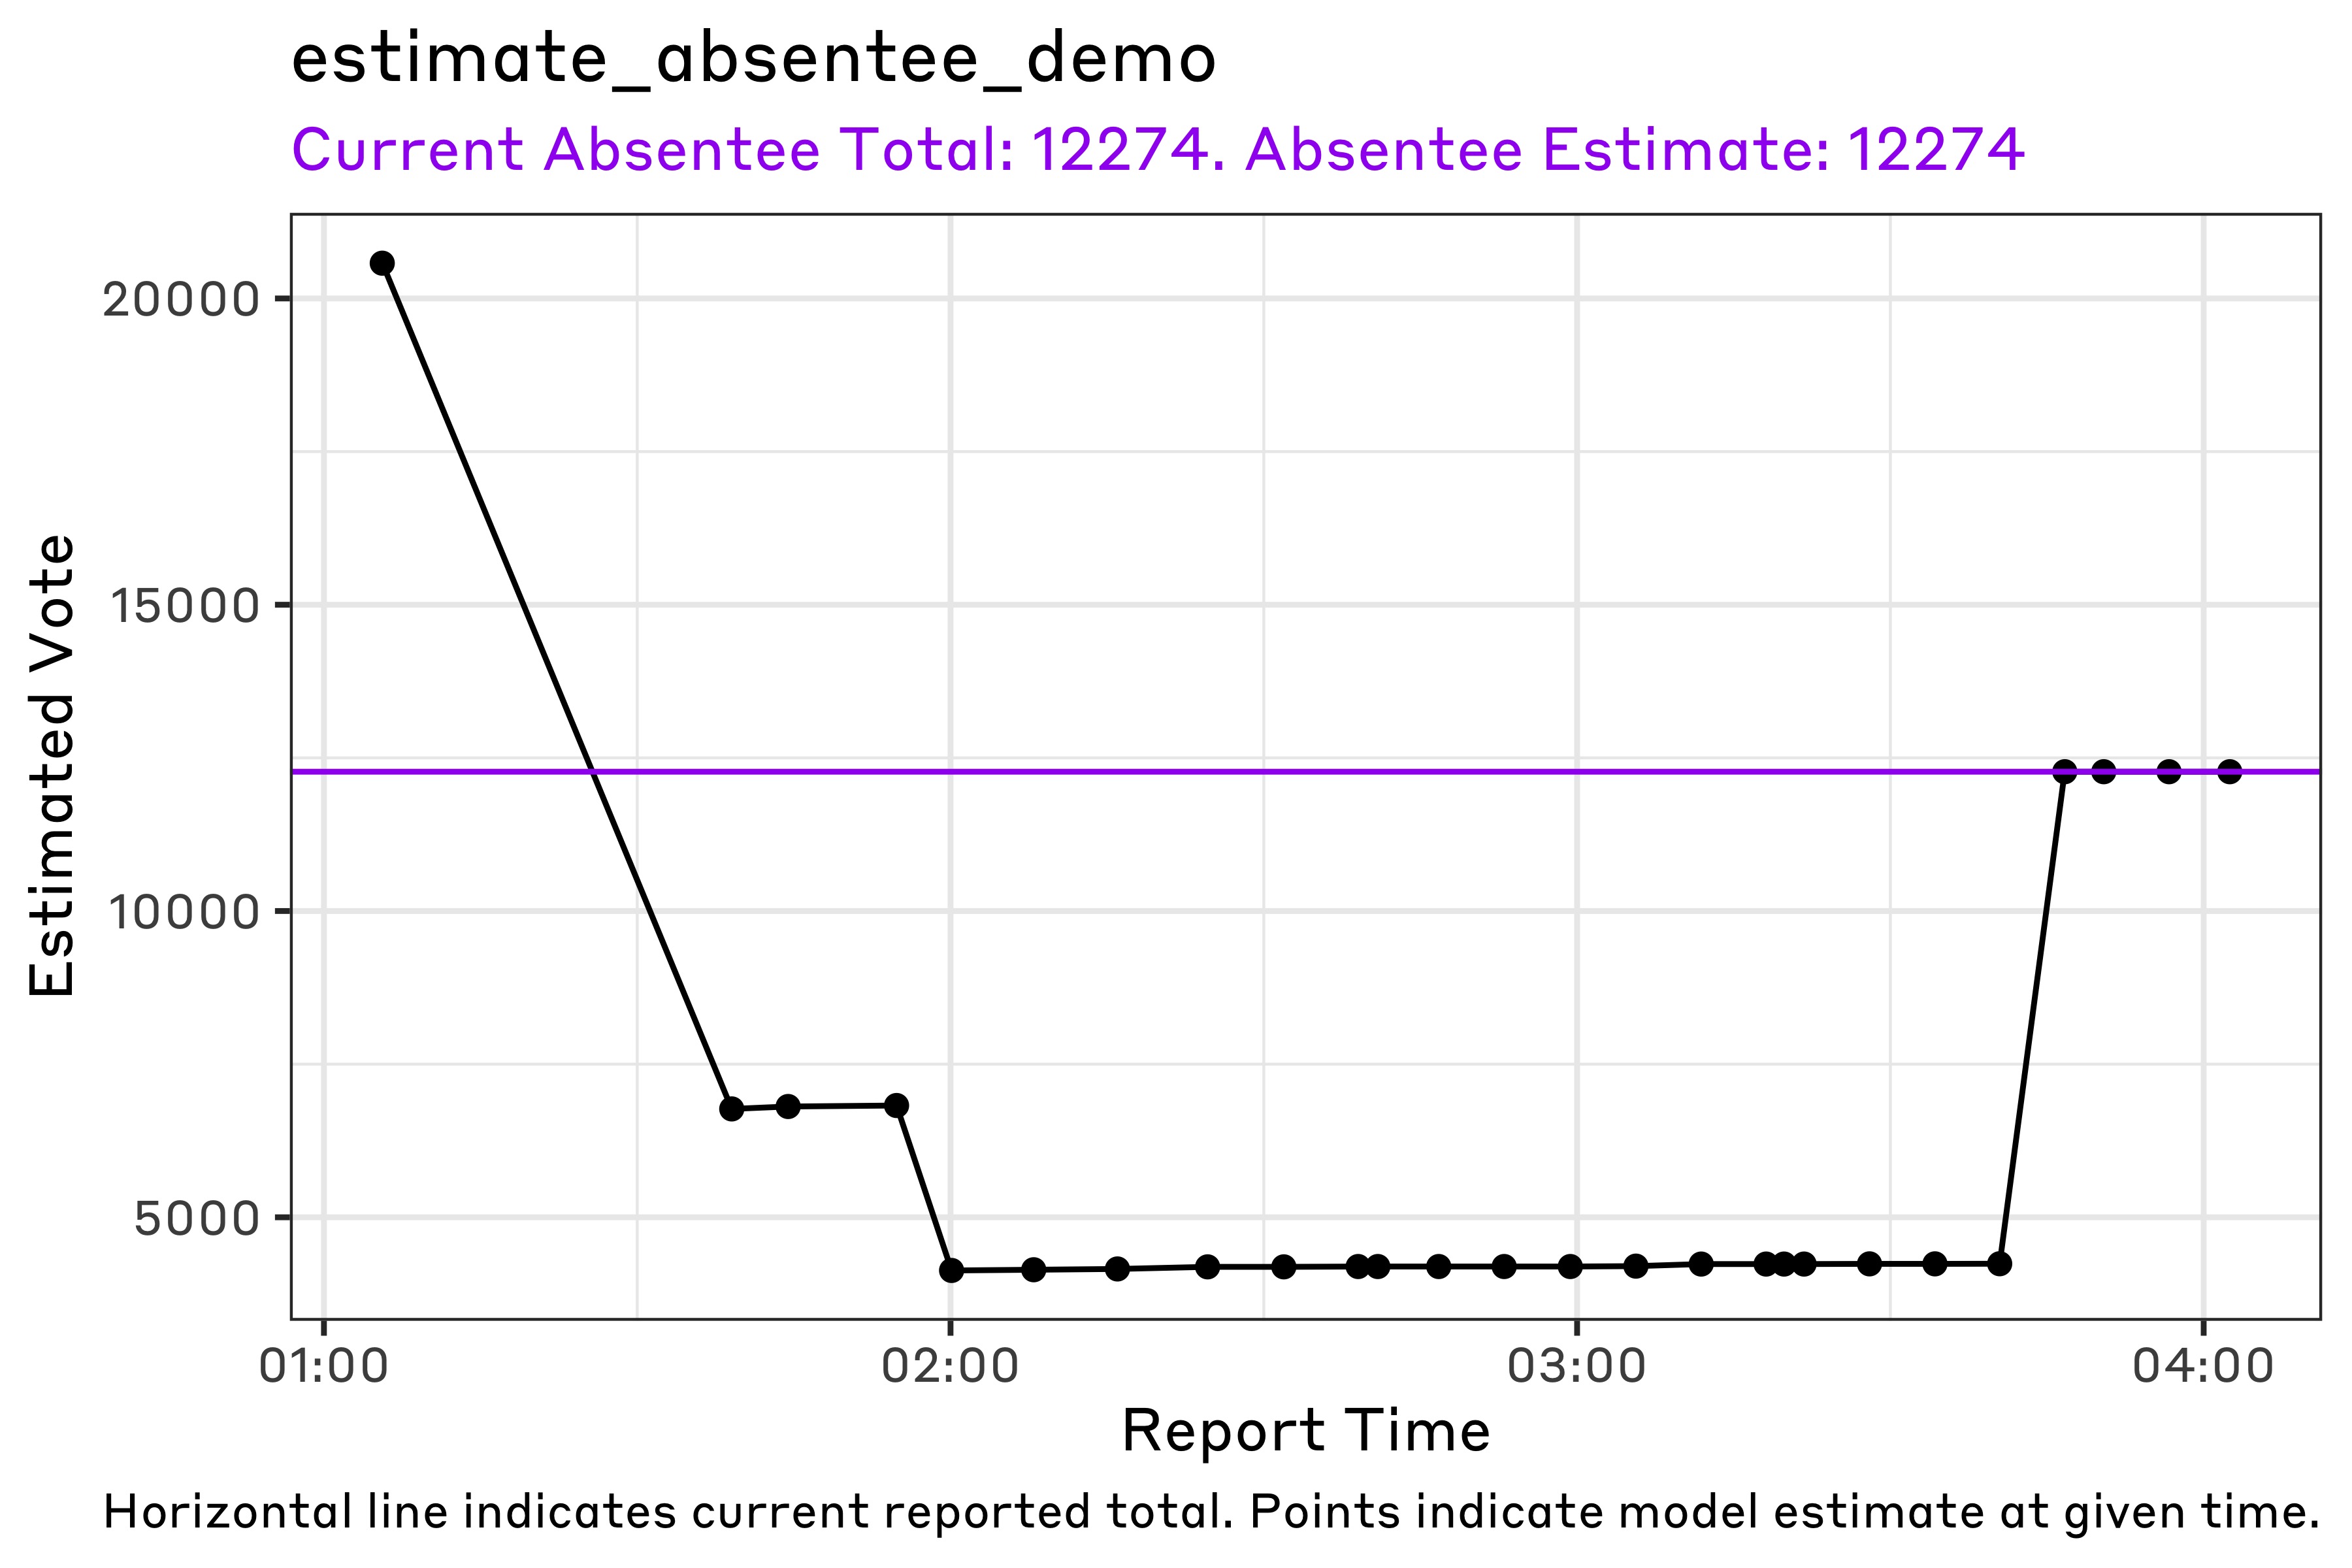 estimate_absentee_demo
Current Absentee Total: 12274. Absentee Estimate: 12274
Estimated Vote
20000
15000
10000
5000
01:00 02:00 03:00 04:00
Report Time
Horizontal line indicates current reported total. Points indicate model estimate at given time.